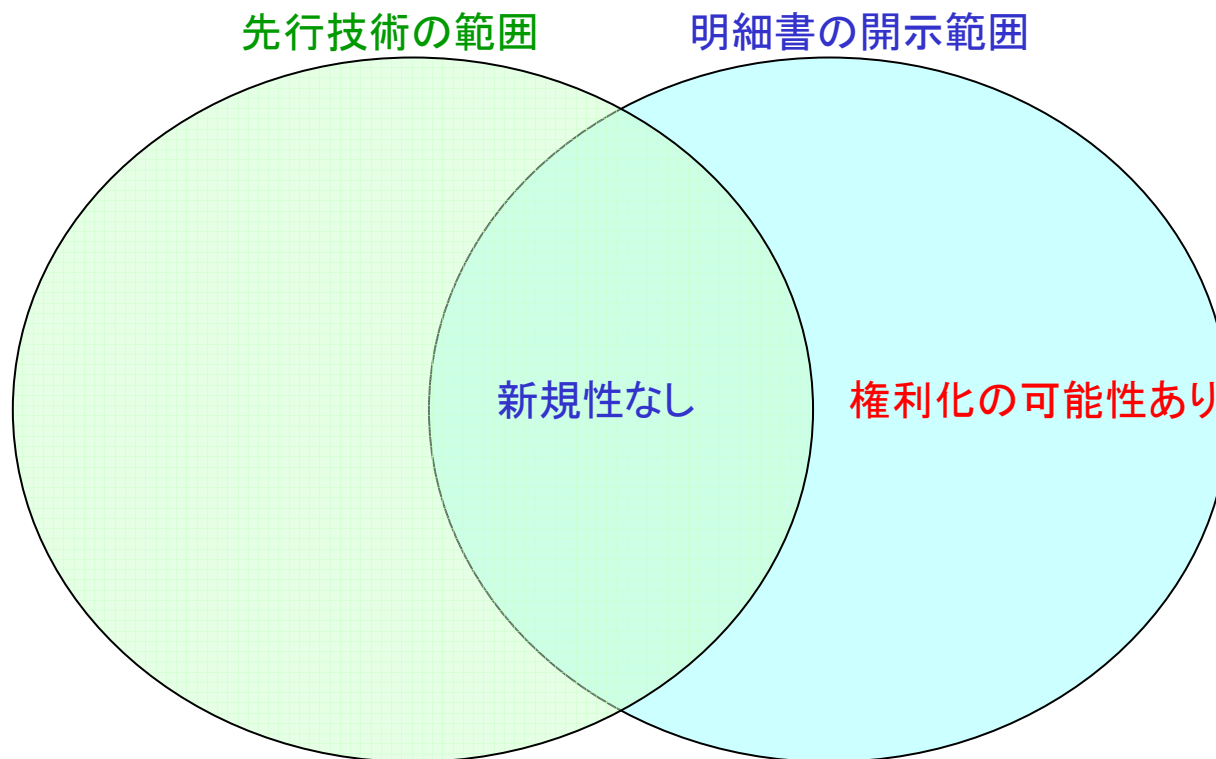 先行技術の範囲
明細書の開示範囲
新規性なし
権利化の可能性あり